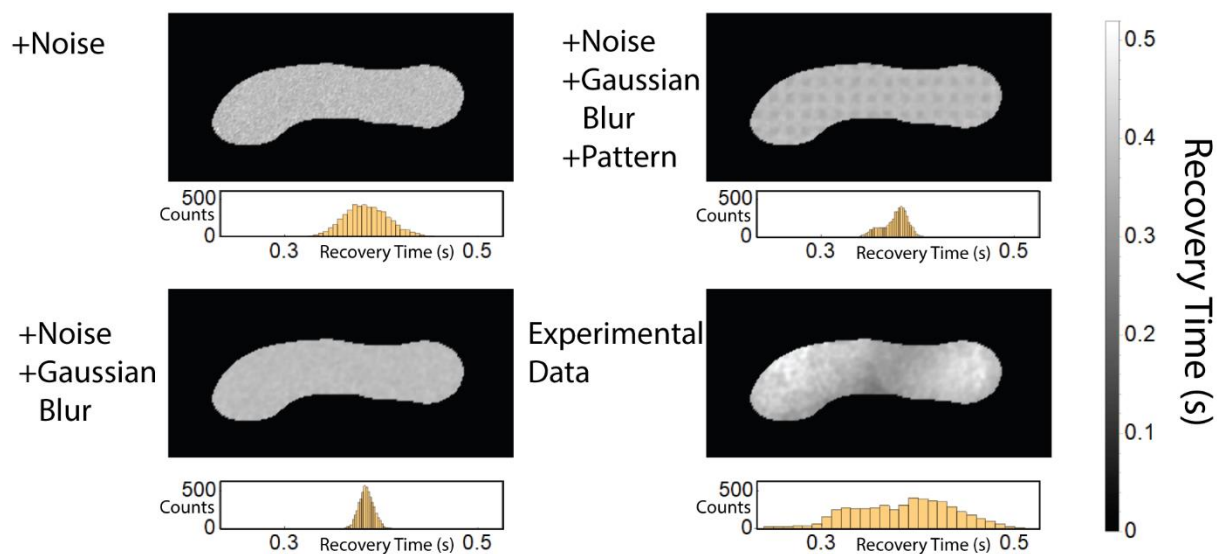 +Noise
500
Counts
0
0.3
Recovery Time (s)
0.5
+Noise
+Gaussian
Blur
+Pattern
500
Counts
0
0.3
Recovery Time (s)
0.5
+Noise
+Gaussian
Blur
500
Counts
0
0.3
Recovery Time (s)
0.5
Experimental
Data
500
Counts
0
0.3
Recovery Time (s)
0.5
0.5
0.4
0.3
0.2
0.1
0
Recovery Time (s)